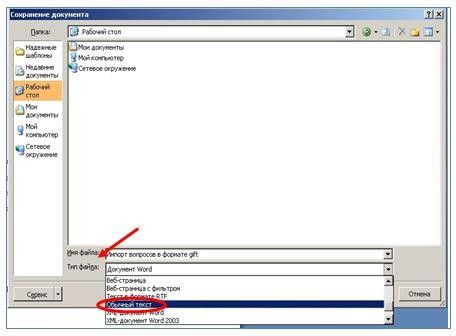 Сохранение документа
Папка:
Рабочий стол
Надежные
шаблоны
Недавние
документы
Рабочий
стол
Мои
документы
Мой
компьютер
Сетевое
окружение
Мои документы
Мой компьютер
Сетевое окружение
Имя файла:
Импорт вопросов в формате gift
Тип файла:
Документ Word
Веб-страница
Веб-страница с фильтром
Текст в формате RTF
Обычный текст
XML-документ Word
XML-документ Word 2003
Сервис
Отмена